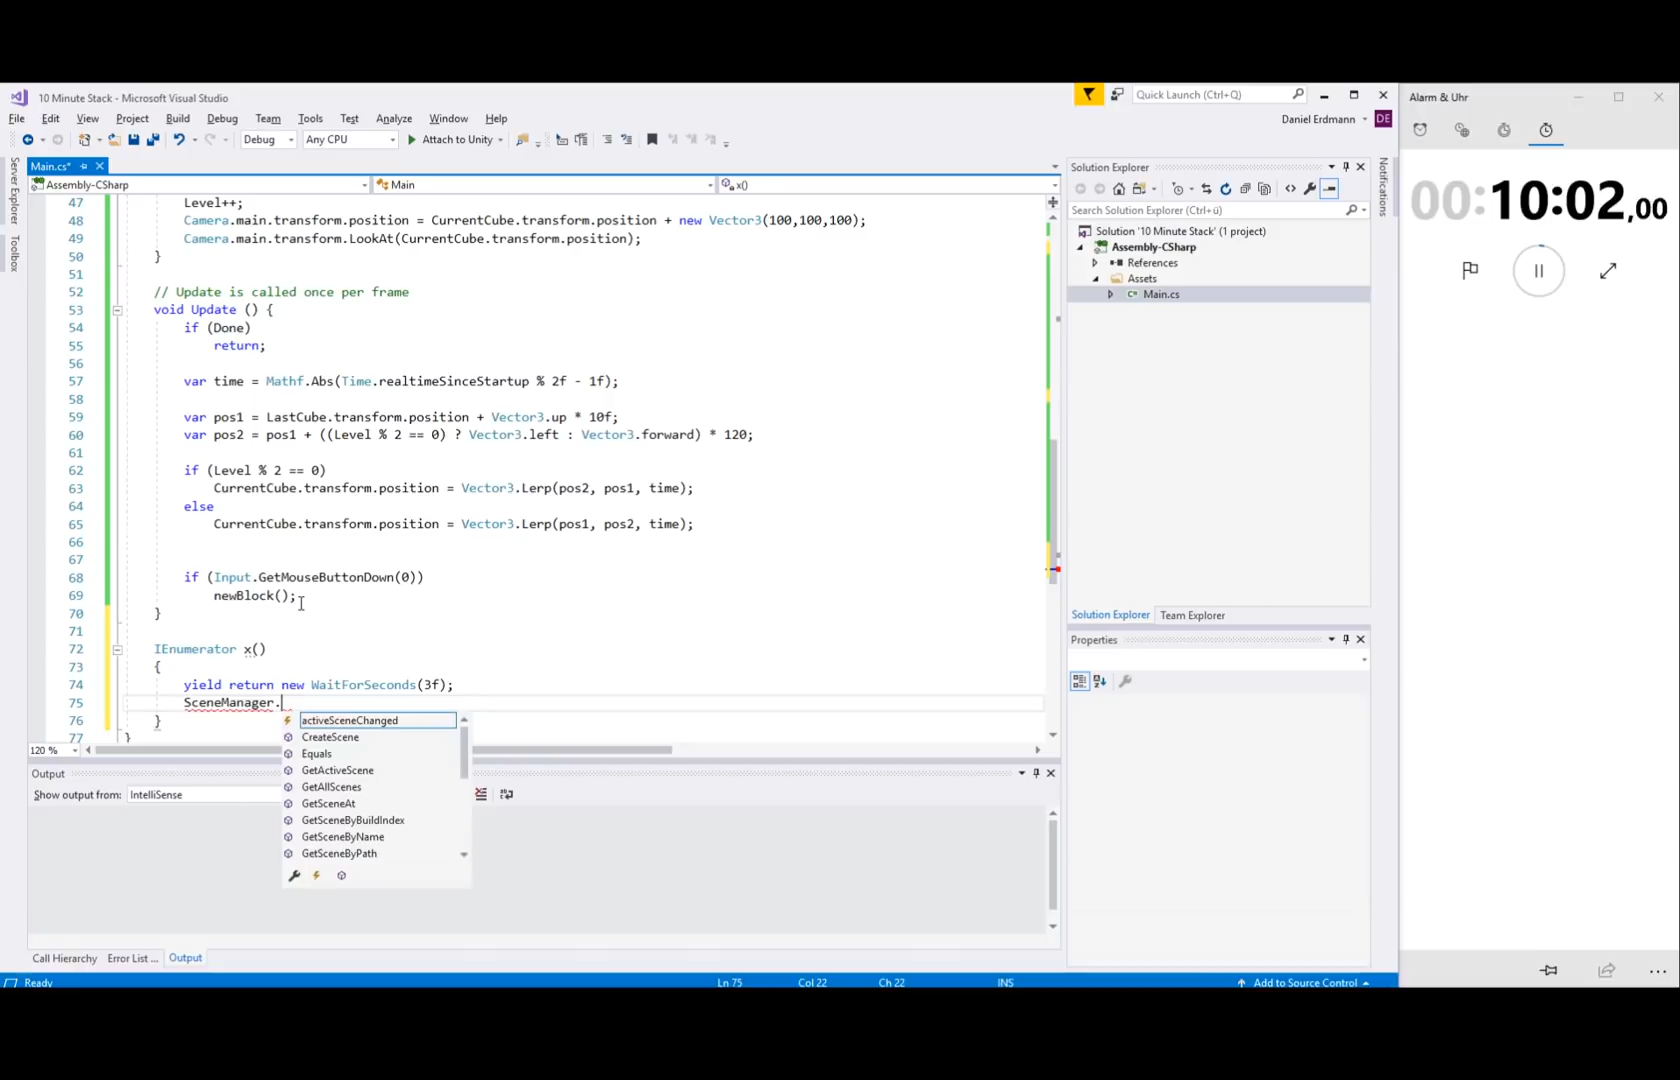 10 Minute Stack - Microsoft Visual Studio
Quick Launch (Ctrl+Q)
File Edit View Project Build Debug Team Tools Test Analyze Window Help
Daniel Erdmann DE
Debug Any CPU Attach to Unity
Server Explorer
Toolbox
Main.cs*
Assembly-CSharp Main x()
47 Level++;
48 Camera.main.transform.position = CurrentCube.transform.position + new Vector3(100,100,100);
49 Camera.main.transform.LookAt(CurrentCube.transform.position);
50 }
51
52 // Update is called once per frame
53 void Update () {
54 if (Done)
55 return;
56
57 var time = Mathf.Abs(Time.realtimeSinceStartup % 2f - 1f);
58
59 var pos1 = LastCube.transform.position + Vector3.up * 10f;
60 var pos2 = pos1 + ((Level % 2 == 0) ? Vector3.left : Vector3.forward) * 120;
61
62 if (Level % 2 == 0)
63 CurrentCube.transform.position = Vector3.Lerp(pos2, pos1, time);
64 else
65 CurrentCube.transform.position = Vector3.Lerp(pos1, pos2, time);
66
67
68 if (Input.GetMouseButtonDown(0))
69 newBlock();
70 }
71
72 IEnumerator x()
73 {
74 yield return new WaitForSeconds(3f);
75 SceneManager.
76 }
77 }
activeSceneChanged
CreateScene
Equals
GetActiveScene
GetAllScenes
GetSceneAt
GetSceneByBuildIndex
GetSceneByName
GetSceneByPath
120 %
Output
Show output from: IntelliSense
Call Hierarchy Error List ... Output
Ready Ln 75 Col 22 Ch 22 INS Add to Source Control
Solution Explorer
Search Solution Explorer (Ctrl+ü)
Solution '10 Minute Stack' (1 project)
Assembly-CSharp
References
Assets
C# Main.cs
Solution Explorer Team Explorer
Properties
Notifications
Alarm & Uhr
00:10:02,00